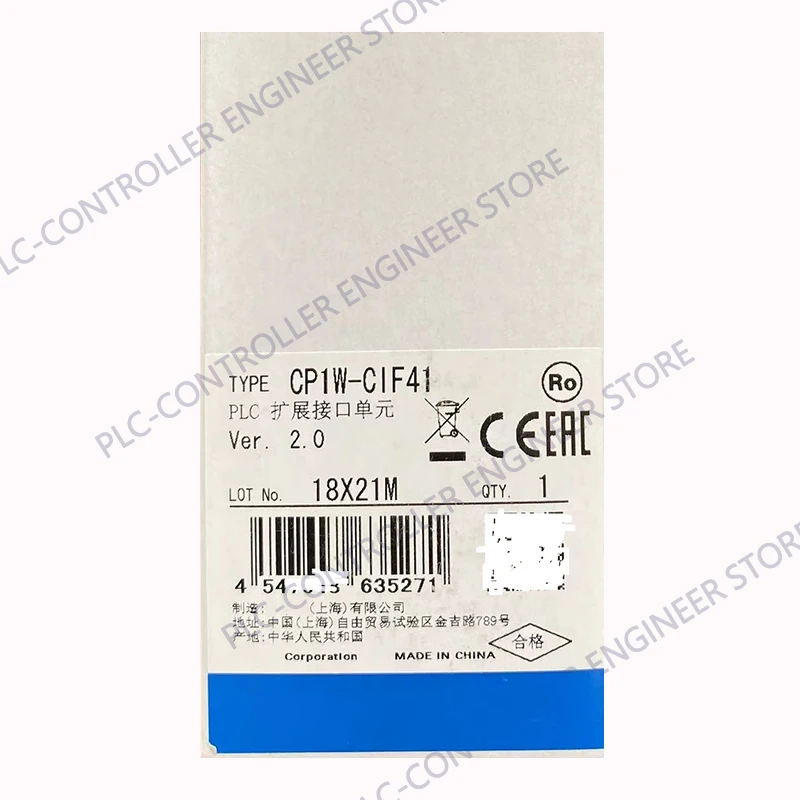 PLC-CONTROLLER ENGINEER STORE
PLC-CONTROLLER ENGINEER STORE
PLC-CONTROLLER ENGINEER STORE
PLC-CONTROLLER ENGINEER STORE
TYPE CP1W-CIF41
Ro
PLC 扩展接口单元
Ver. 2.0
CE EAC
LOT No. 18X21M QTY. 1
635271
制造: (上海)有限公司
地址:中国(上海)自由贸易试验区金吉路789号
产地:中华人民共和国
合格
Corporation MADE IN CHINA